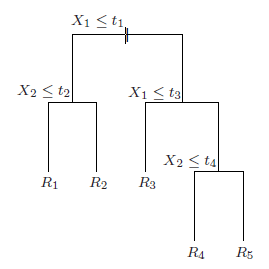 X₁ ≤ t₁
X₂ ≤ t₂ X₁ ≤ t₃
X₂ ≤ t₄
R₁ R₂ R₃
R₄ R₅